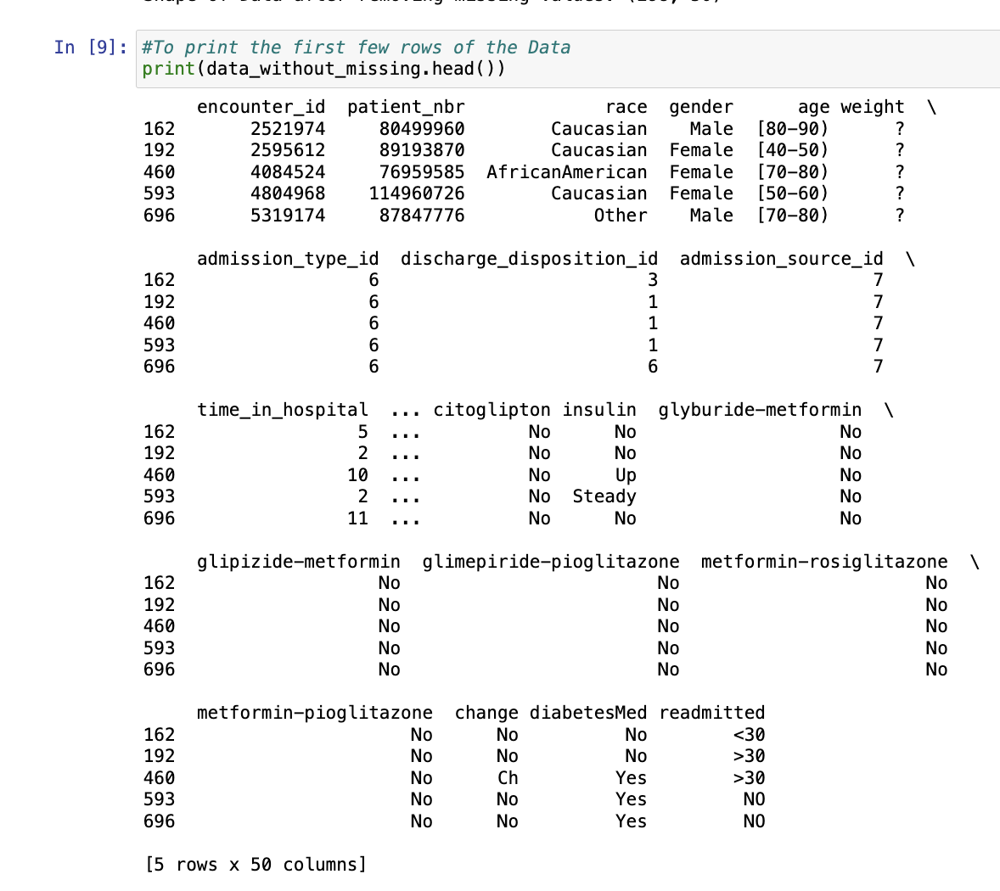 In [9]: #To print the first few rows of the Data
print(data_without_missing.head())
encounter_id patient_nbr race gender age weight \
162 2521974 80499960 Caucasian Male [80-90) ?
192 2595612 89193870 Caucasian Female [40-50) ?
460 4084524 76959585 AfricanAmerican Female [70-80) ?
593 4804968 114960726 Caucasian Female [50-60) ?
696 5319174 87847776 Other Male [70-80) ?
admission_type_id discharge_disposition_id admission_source_id \
162 6 3 7
192 6 1 7
460 6 1 7
593 6 1 7
696 6 6 7
time_in_hospital ... citoglipton insulin glyburide-metformin \
162 5 ... No No No
192 2 ... No No No
460 10 ... No Up No
593 2 ... No Steady No
696 11 ... No No No
glipizide-metformin glimepiride-pioglitazone metformin-rosiglitazone \
162 No No No
192 No No No
460 No No No
593 No No No
696 No No No
metformin-pioglitazone change diabetesMed readmitted
162 No No No <30
192 No No No >30
460 No Ch Yes >30
593 No No Yes NO
696 No No Yes NO
[5 rows x 50 columns]